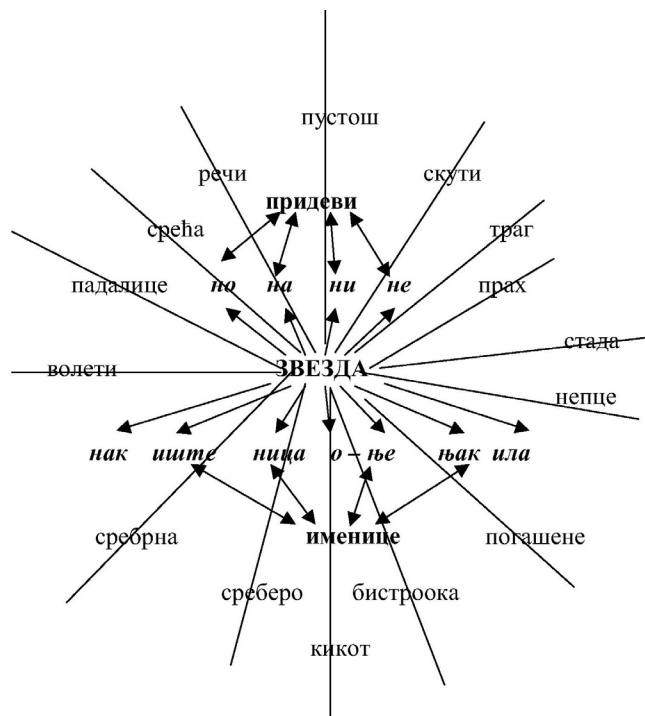 пустош
речи скути
придеви
срећа траг
падалице но на ни не прах
стада
волети ЗВЕЗДА
непце
нак иште ница о – ње њак ила
сребрна именице погашене
среберо бистроока
кикот